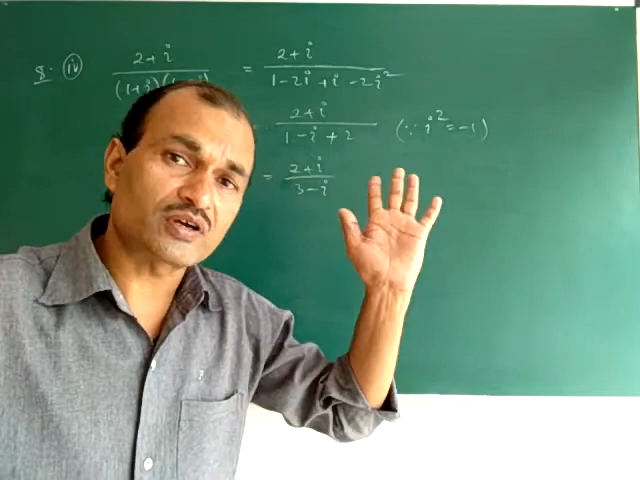 8. (iv) (2+i)/((1+i)(1-2i)) = (2+i)/(1-2i+i-2i²)
(2+i)/(1-i+2) (∵ i² = -1)
= (2+i)/(3-i)